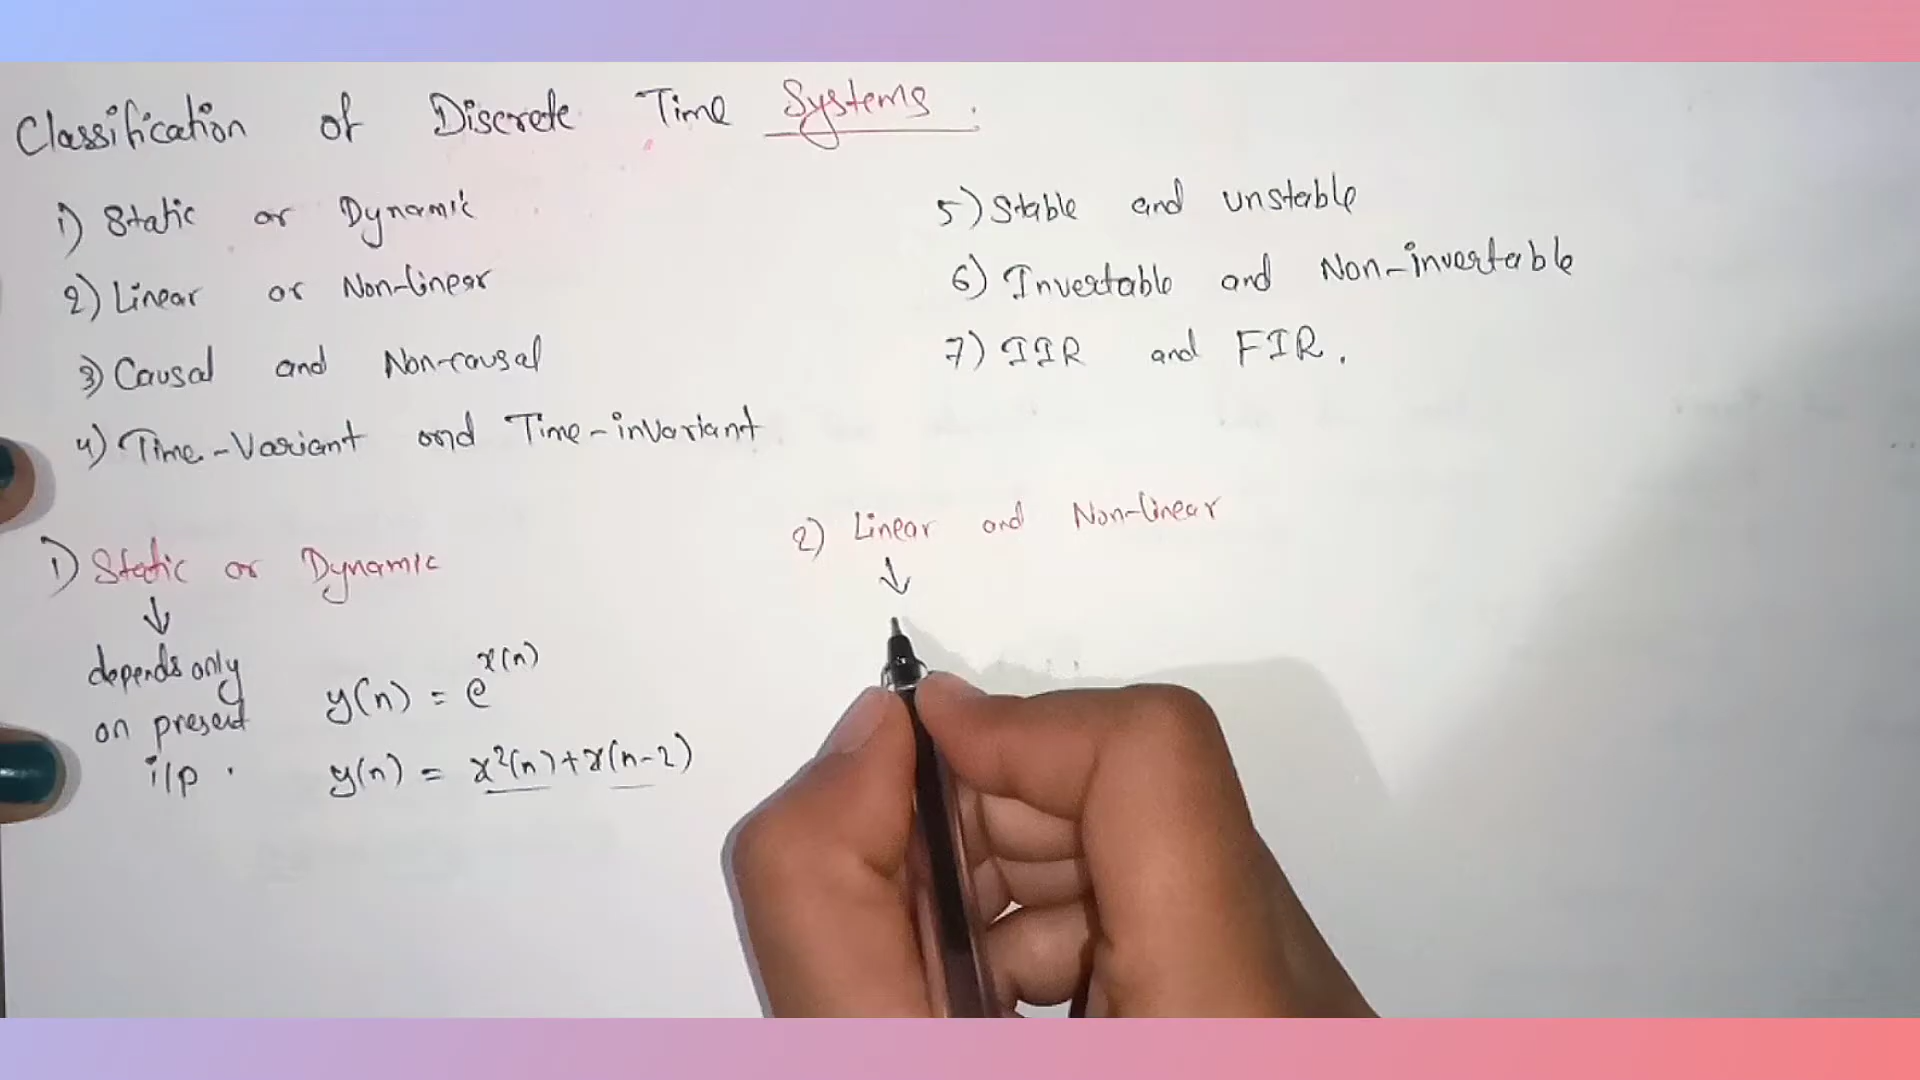 Classification of Discrete Time Systems.
1) Static or Dynamic
2) Linear or Non-linear
3) Causal and Non-causal
4) Time-Variant and Time-invariant
5) Stable and unstable
6) Invertable and Non-invertable
7) IIR and FIR.
1) Static or Dynamic
↓
depends only
on present
i/p.
y(n) = e^x(n)
y(n) = x²(n)+x(n-2)
2) Linear and Non-linear
↓